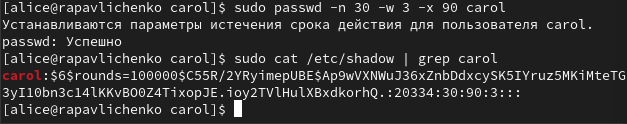 [alice@rapavlichenko carol]$ sudo passwd -n 30 -w 3 -x 90 carol
Устанавливаются параметры истечения срока действия для пользователя carol.
passwd: Успешно
[alice@rapavlichenko carol]$ sudo cat /etc/shadow | grep carol
carol:$6$rounds=100000$C55R/2YRyimepUBE$Ap9wVXNWuJ36xZnbDdxcySK5IYruz5MKiMteTG
3yI10bn3c14lKKvBO0Z4TixopJE.ioy2TVlHulXBxdkorhQ.:20334:30:90:3:::
[alice@rapavlichenko carol]$